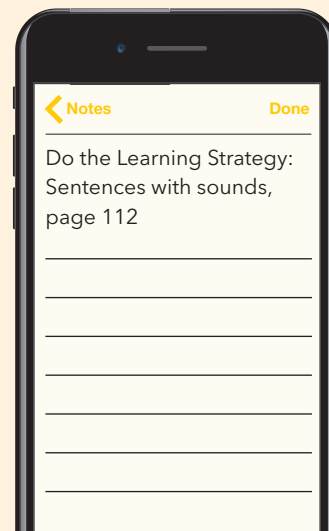 Notes Done
Do the Learning Strategy:
Sentences with sounds,
page 112